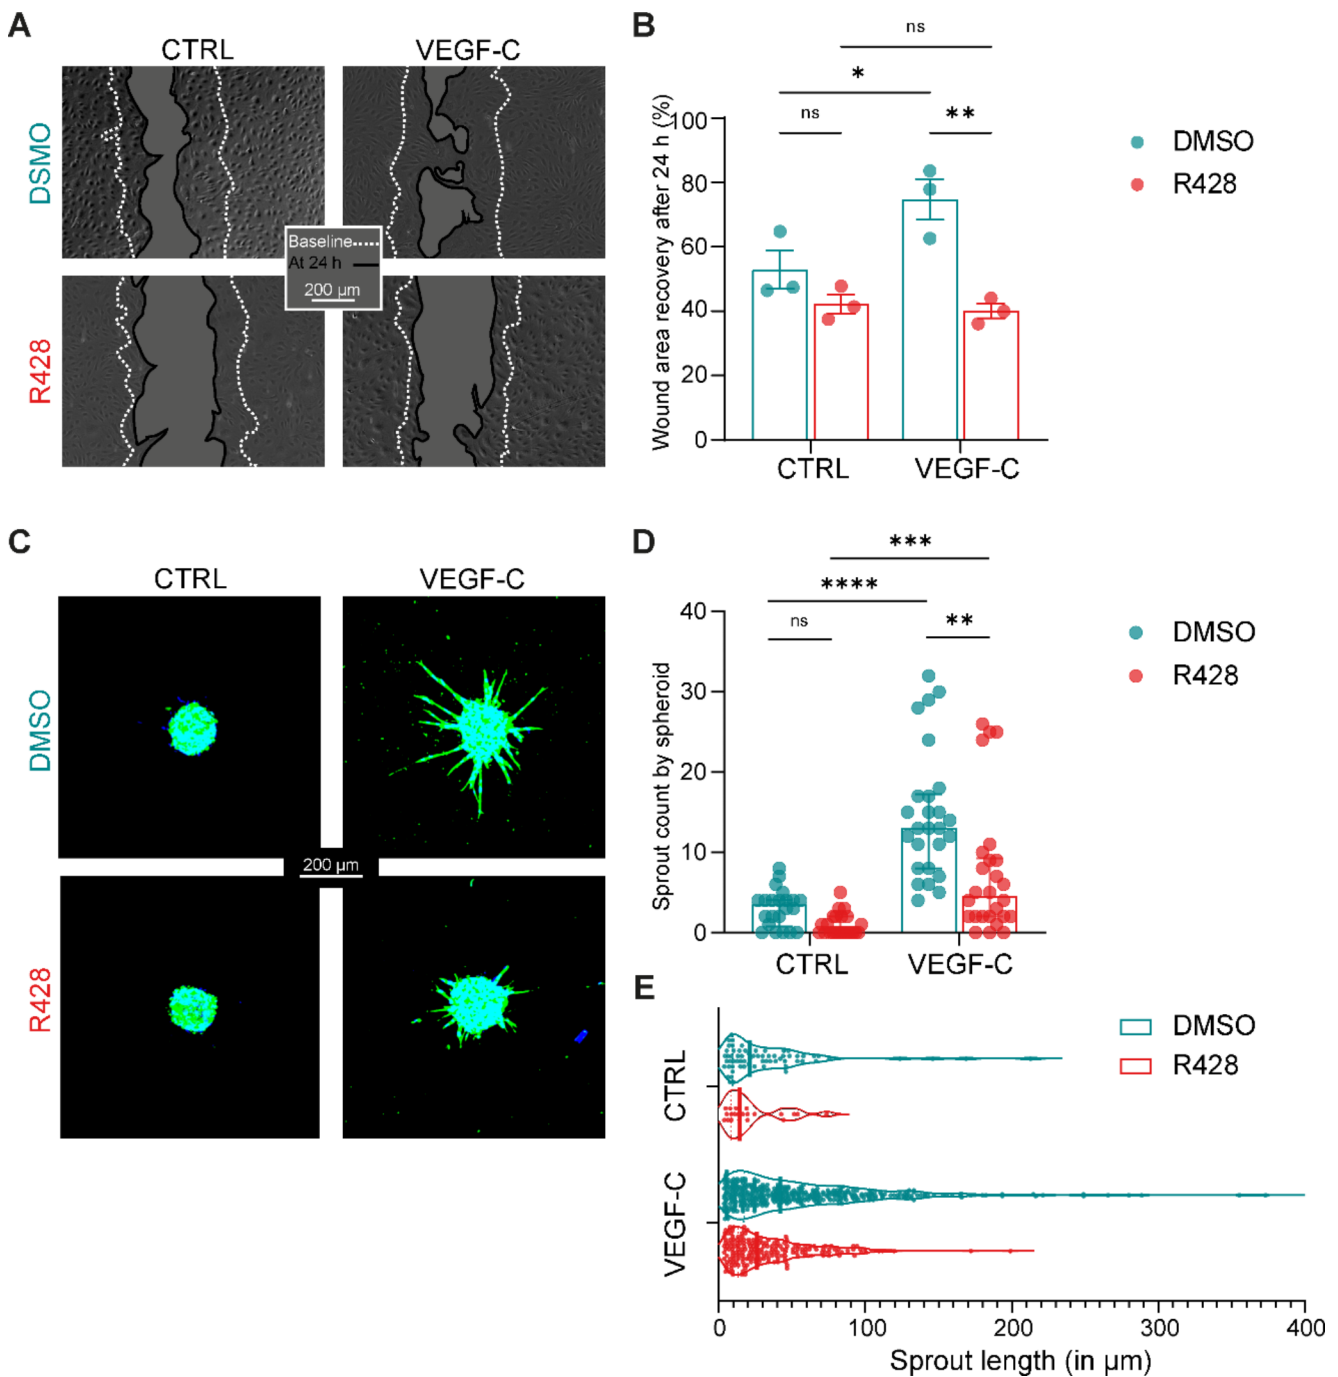 A
CTRL
VEGF-C
DSMO
R428
Baseline
At 24 h
200 µm
B
ns
*
ns
**
Wound area recovery after 24 h (%)
100
80
60
40
20
0
CTRL
VEGF-C
DMSO
R428
C
CTRL
VEGF-C
DMSO
R428
200 µm
D
***
****
ns
**
Sprout count by spheroid
40
30
20
10
0
CTRL
VEGF-C
DMSO
R428
E
CTRL
VEGF-C
DMSO
R428
0
100
200
300
400
Sprout length (in µm)